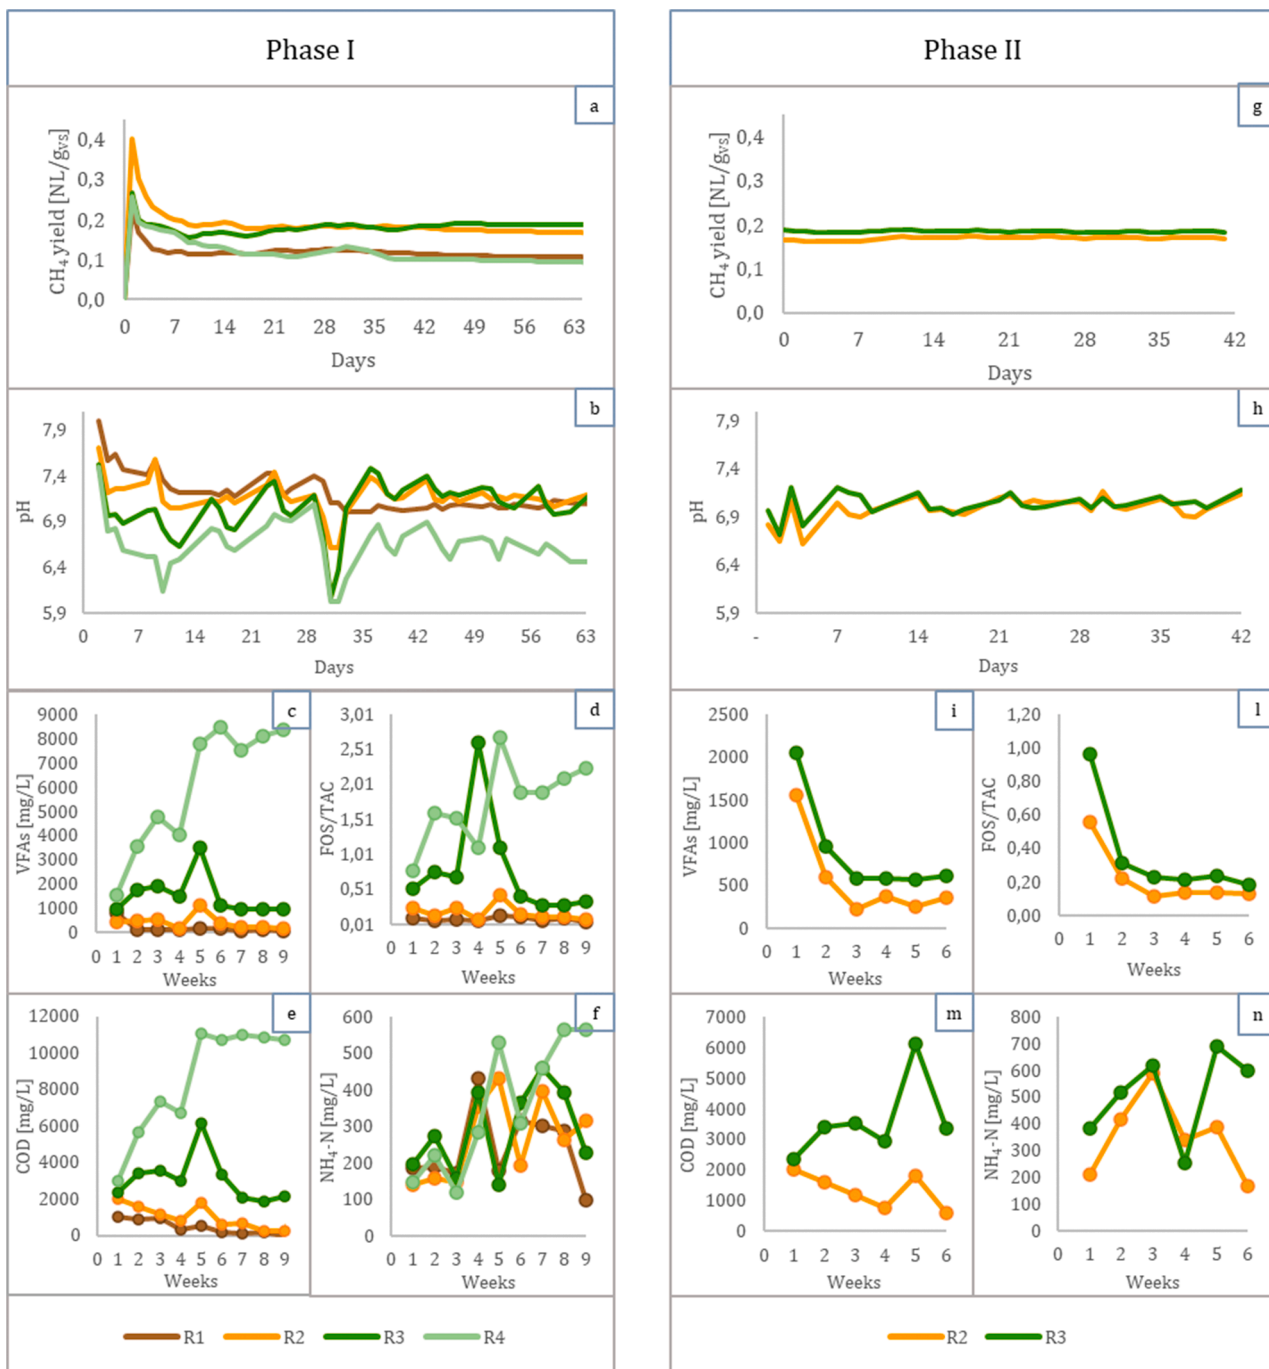 Phase I
a
CH₄ yield [NL/gVS]
0,4
0,3
0,2
0,1
0,0
0 7 14 21 28 35 42 49 56 63
Days
b
pH
7,9
7,4
6,9
6,4
5,9
0 7 14 21 28 35 42 49 56 63
Days
c
VFAs [mg/L]
9000
8000
7000
6000
5000
4000
3000
2000
1000
0
0 1 2 3 4 5 6 7 8 9
Weeks
d
FOS/TAC
3,01
2,51
2,01
1,51
1,01
0,51
0,01
0 1 2 3 4 5 6 7 8 9
Weeks
e
COD [mg/L]
12000
10000
8000
6000
4000
2000
0
0 1 2 3 4 5 6 7 8 9
Weeks
f
NH₄-N [mg/L]
600
500
400
300
200
100
0
0 1 2 3 4 5 6 7 8 9
Weeks
R1 R2 R3 R4
Phase II
g
CH₄ yield [NL/gVS]
0,4
0,3
0,2
0,1
0,0
0 7 14 21 28 35 42
Days
h
pH
7,9
7,4
6,9
6,4
5,9
- 7 14 21 28 35 42
Days
i
VFAs [mg/L]
2500
2000
1500
1000
500
0
0 1 2 3 4 5 6
Weeks
l
FOS/TAC
1,20
1,00
0,80
0,60
0,40
0,20
0,00
0 1 2 3 4 5 6
Weeks
m
COD [mg/L]
7000
6000
5000
4000
3000
2000
1000
0
0 1 2 3 4 5 6
Weeks
n
NH₄-N [mg/L]
800
700
600
500
400
300
200
100
0
0 1 2 3 4 5 6
Weeks
R2 R3